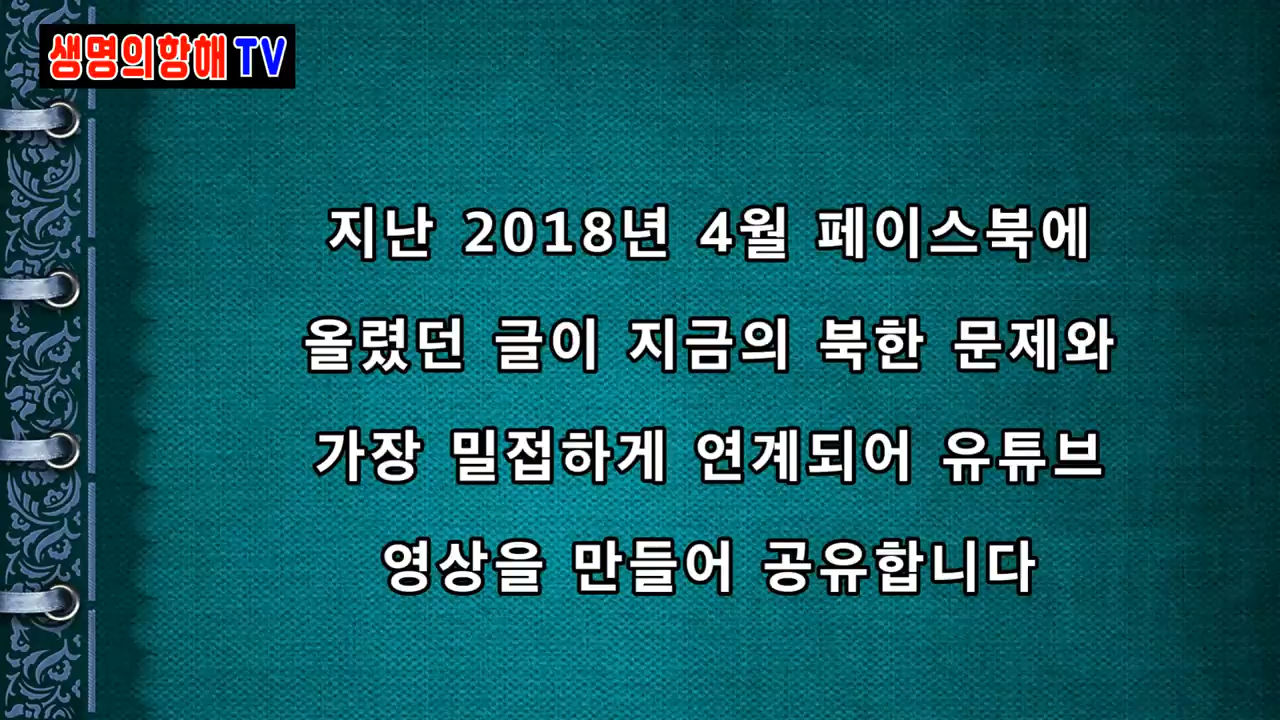 생명의항해 TV
지난 2018년 4월 페이스북에
올렸던 글이 지금의 북한 문제와
가장 밀접하게 연계되어 유튜브
영상을 만들어 공유합니다